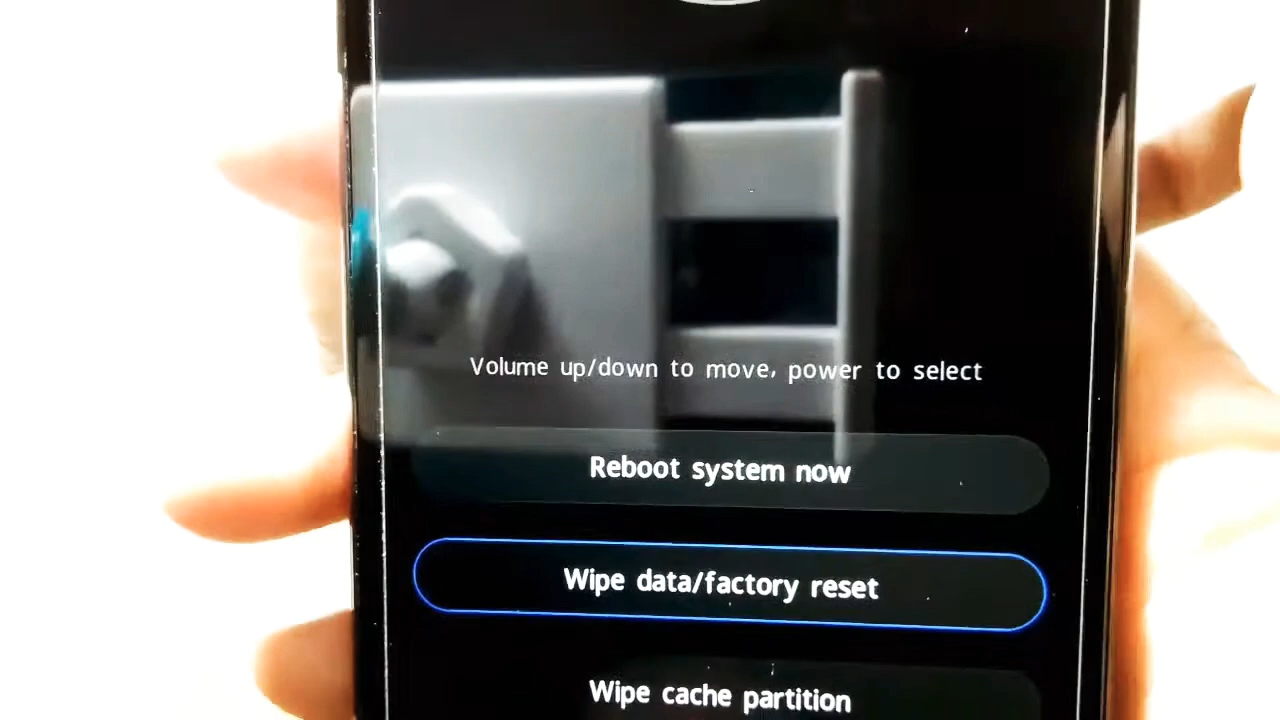 Volume up/down to move, power to select
Reboot system now
Wipe data/factory reset
Wipe cache partition